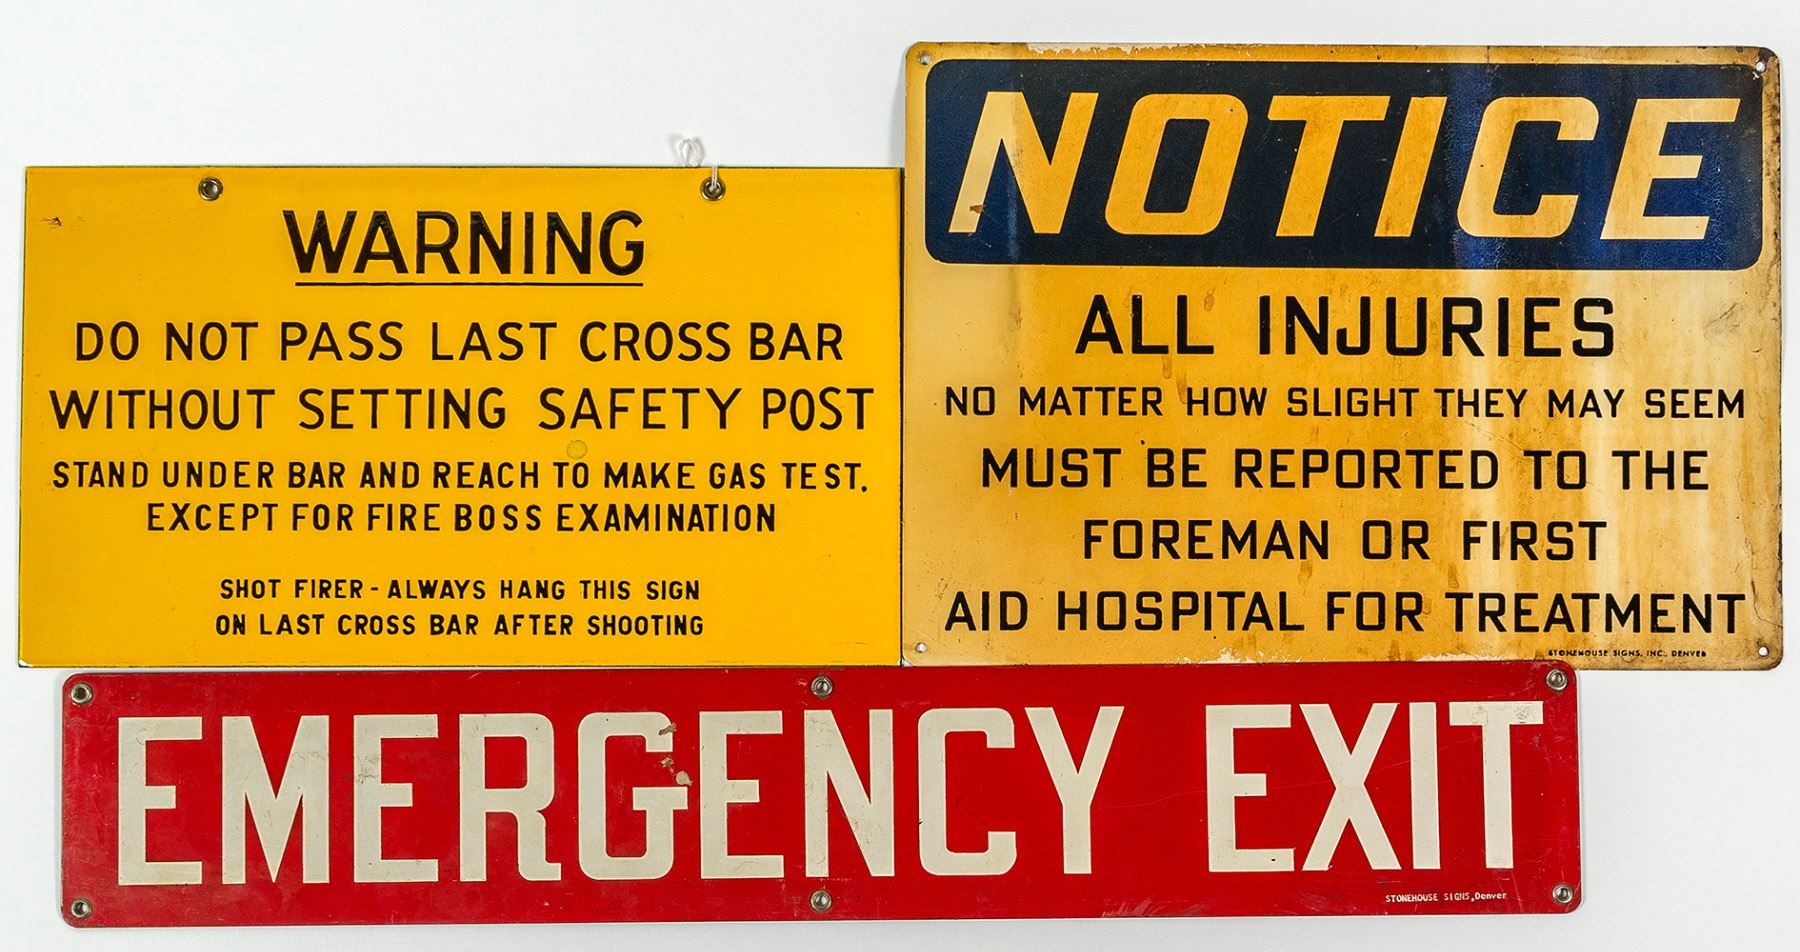 WARNING
DO NOT PASS LAST CROSS BAR
WITHOUT SETTING SAFETY POST
STAND UNDER BAR AND REACH TO MAKE GAS TEST.
EXCEPT FOR FIRE BOSS EXAMINATION
SHOT FIRER - ALWAYS HANG THIS SIGN
ON LAST CROSS BAR AFTER SHOOTING
NOTICE
ALL INJURIES
NO MATTER HOW SLIGHT THEY MAY SEEM
MUST BE REPORTED TO THE
FOREMAN OR FIRST
AID HOSPITAL FOR TREATMENT
STONEHOUSE SIGNS, INC., DENVER
EMERGENCY EXIT
STONEHOUSE SIGNS, Denver